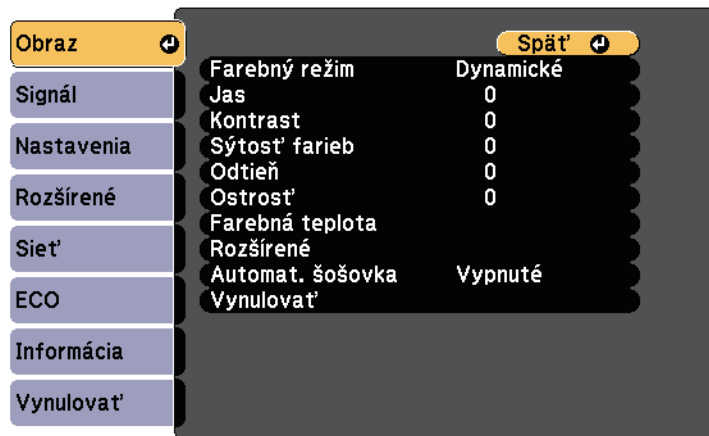 Obraz
Signál
Nastavenia
Rozšírené
Sieť
ECO
Informácia
Vynulovať
Späť
Farebný režim Dynamické
Jas 0
Kontrast 0
Sýtosť farieb 0
Odtieň 0
Ostrosť 0
Farebná teplota
Rozšírené
Automat. šošovka Vypnuté
Vynulovať